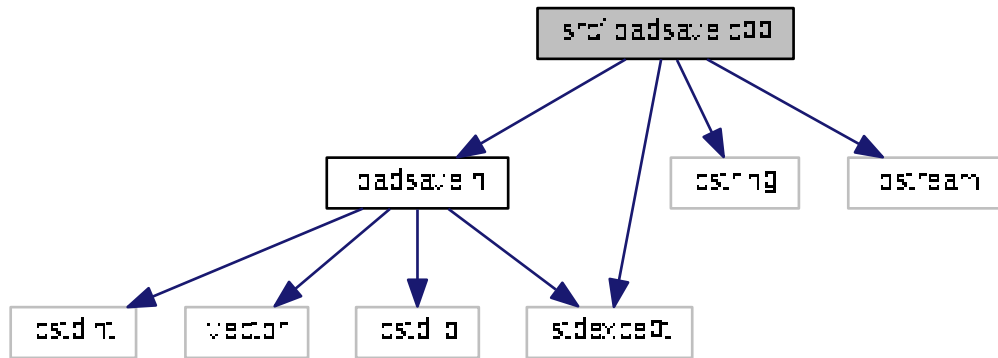 src/loadsave.cpp
loadsave.h
cstring
iostream
cstdint
vector
cstdio
stdexcept